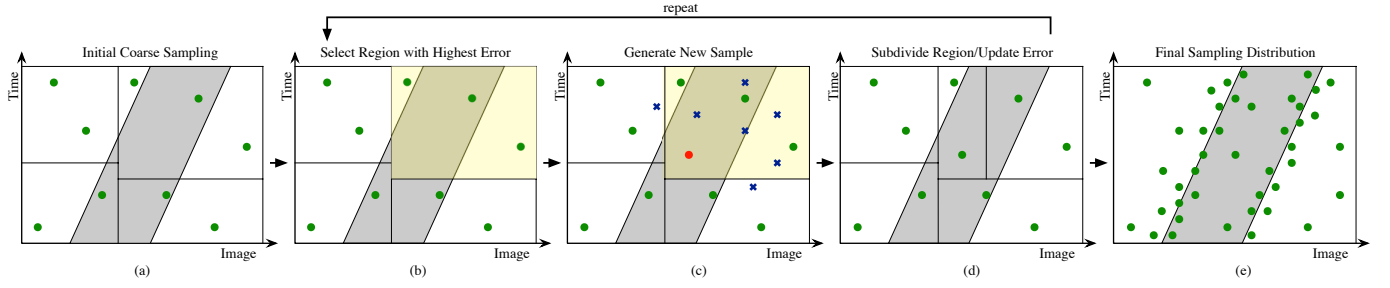 repeat
Initial Coarse Sampling
Time
Image
(a)
Select Region with Highest Error
Time
Image
(b)
Generate New Sample
Time
Image
(c)
Subdivide Region/Update Error
Time
Image
(d)
Final Sampling Distribution
Time
Image
(e)